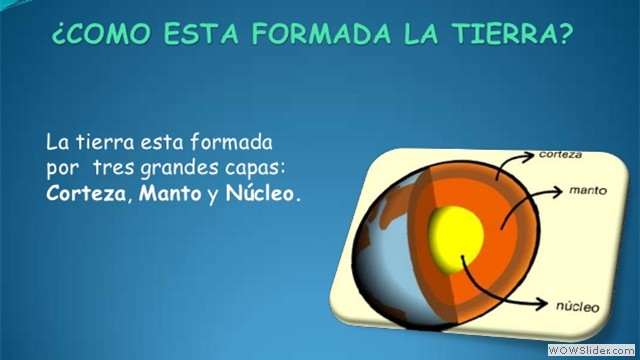 ¿COMO ESTA FORMADA LA TIERRA?
La tierra esta formada
por tres grandes capas:
Corteza, Manto y Núcleo.
corteza
manto
núcleo
WOWSlider.com